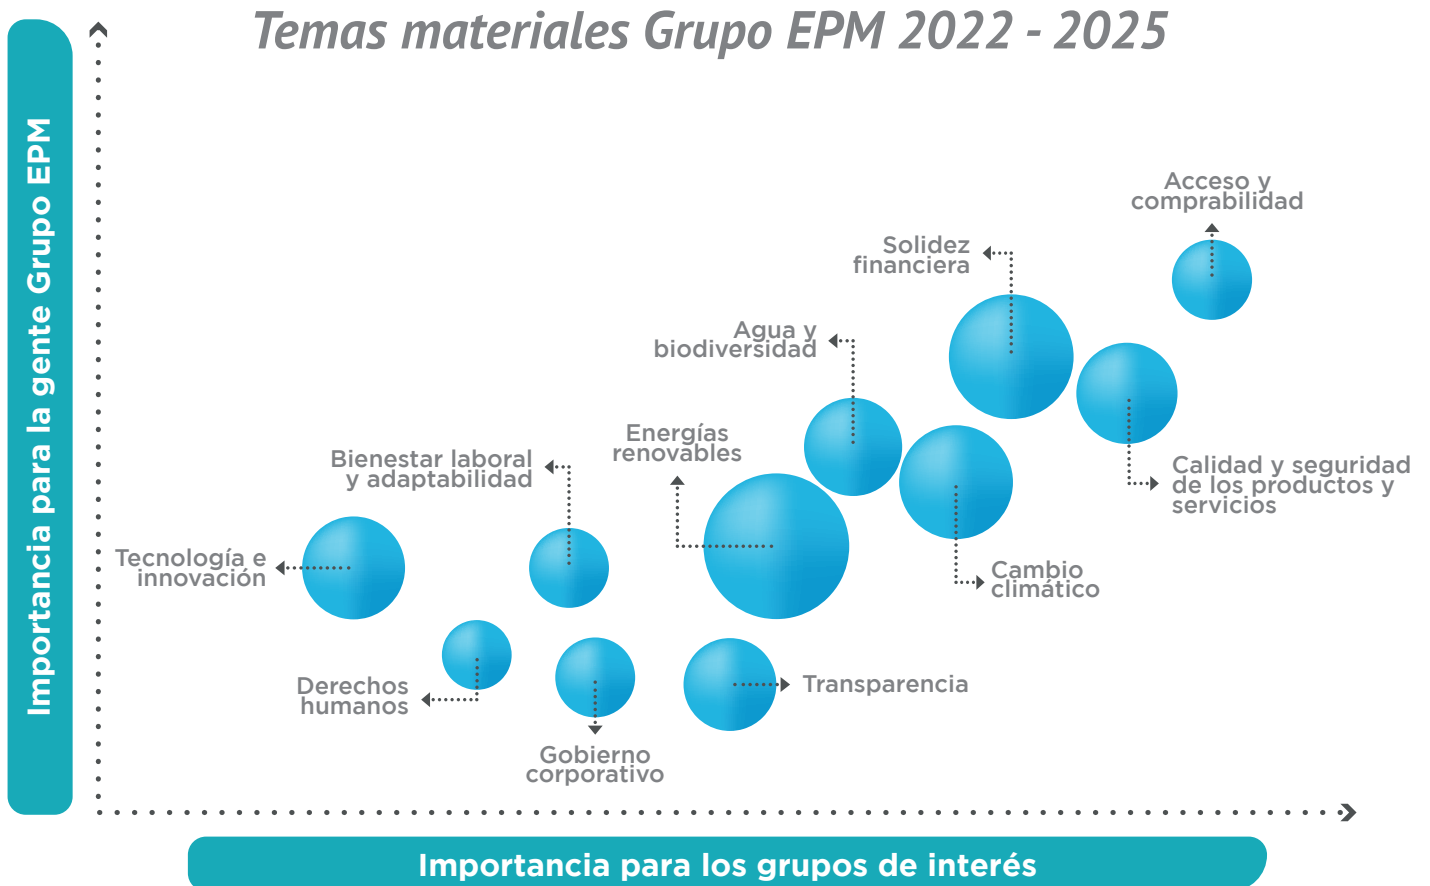 Temas materiales Grupo EPM 2022 - 2025
Importancia para la gente Grupo EPM
Acceso y
comprabilidad
Solidez
financiera
Agua y
biodiversidad
Energías
renovables
Bienestar laboral
y adaptabilidad
Calidad y seguridad
de los productos y
servicios
Tecnología e
innovación
Cambio
climático
Derechos
humanos
Transparencia
Gobierno
corporativo
Importancia para los grupos de interés